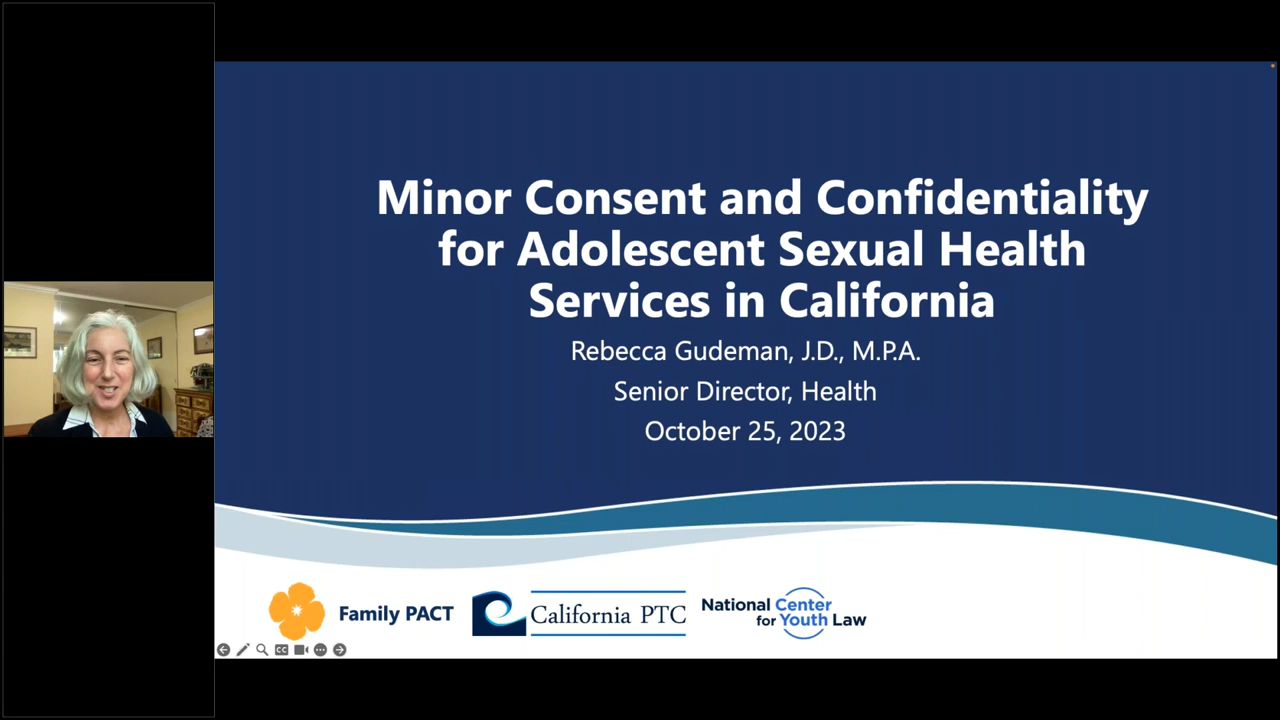 Minor Consent and Confidentiality
for Adolescent Sexual Health
Services in California
Rebecca Gudeman, J.D., M.P.A.
Senior Director, Health
October 25, 2023
Family PACT
California PTC
National Center
for Youth Law
CC